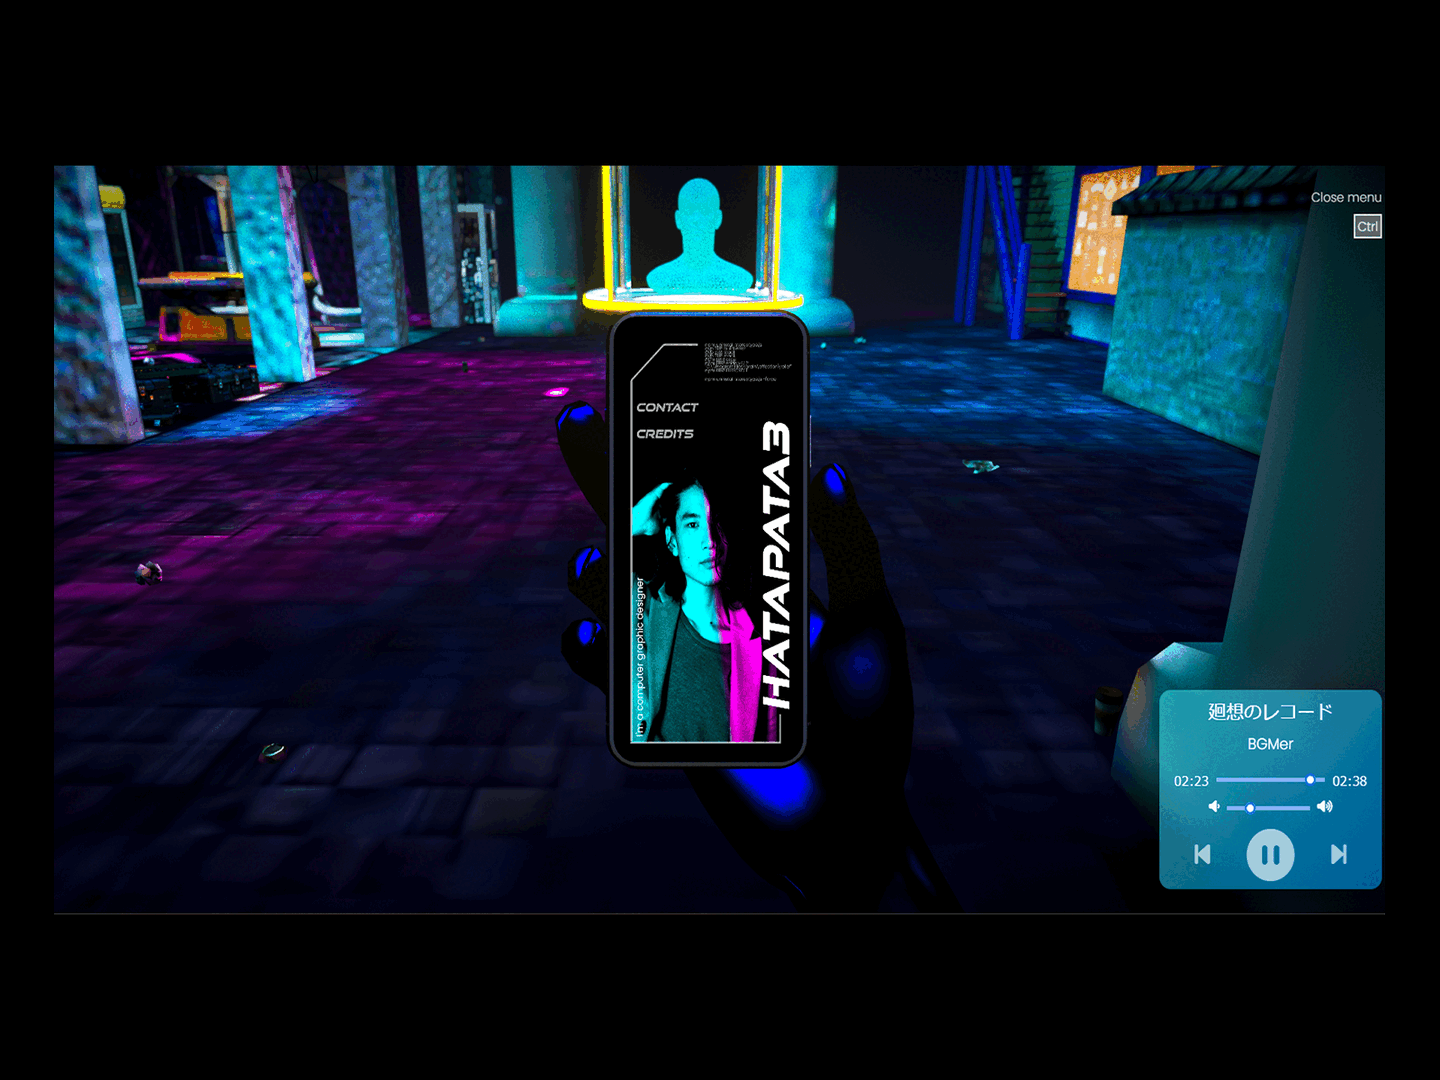 Close menu
Ctrl
CONTACT
CREDITS
HATAPATA3
I'm a computer graphic designer
廻想のレコード
BGMer
02:23
02:38